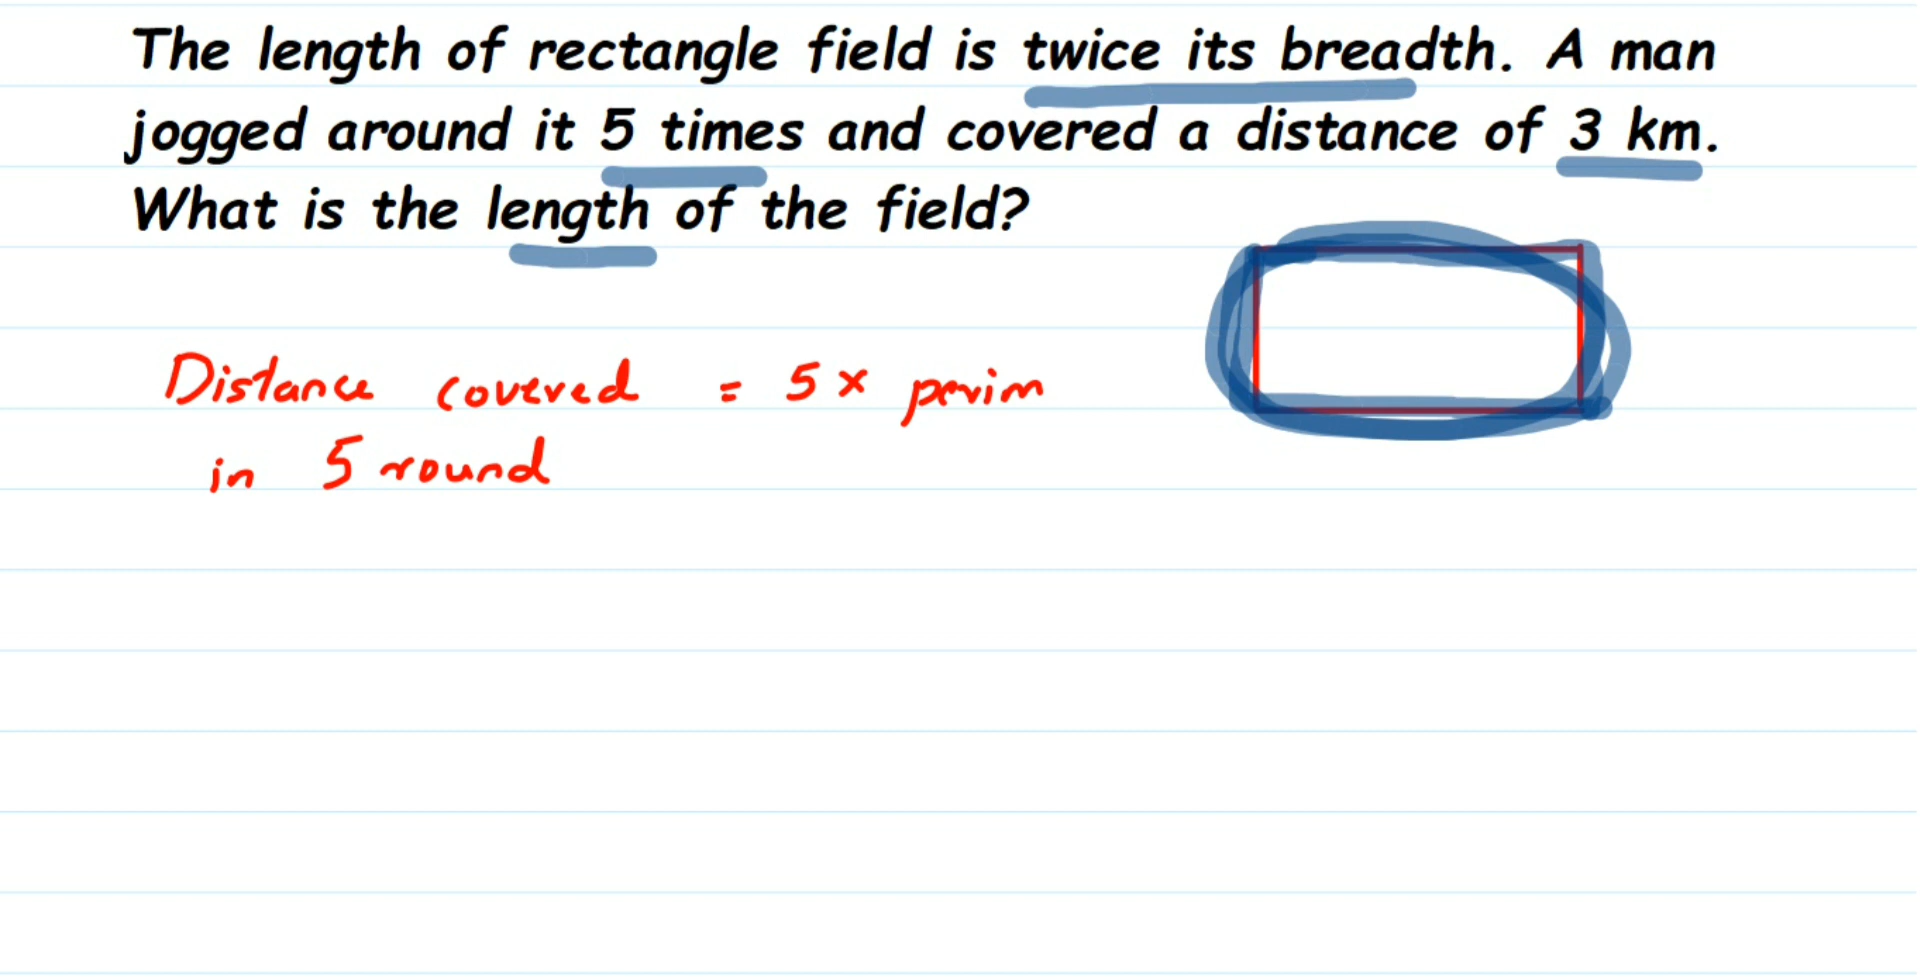 The length of rectangle field is twice its breadth. A man
jogged around it 5 times and covered a distance of 3 km.
What is the length of the field?
Distance covered = 5 × perim
in 5 round